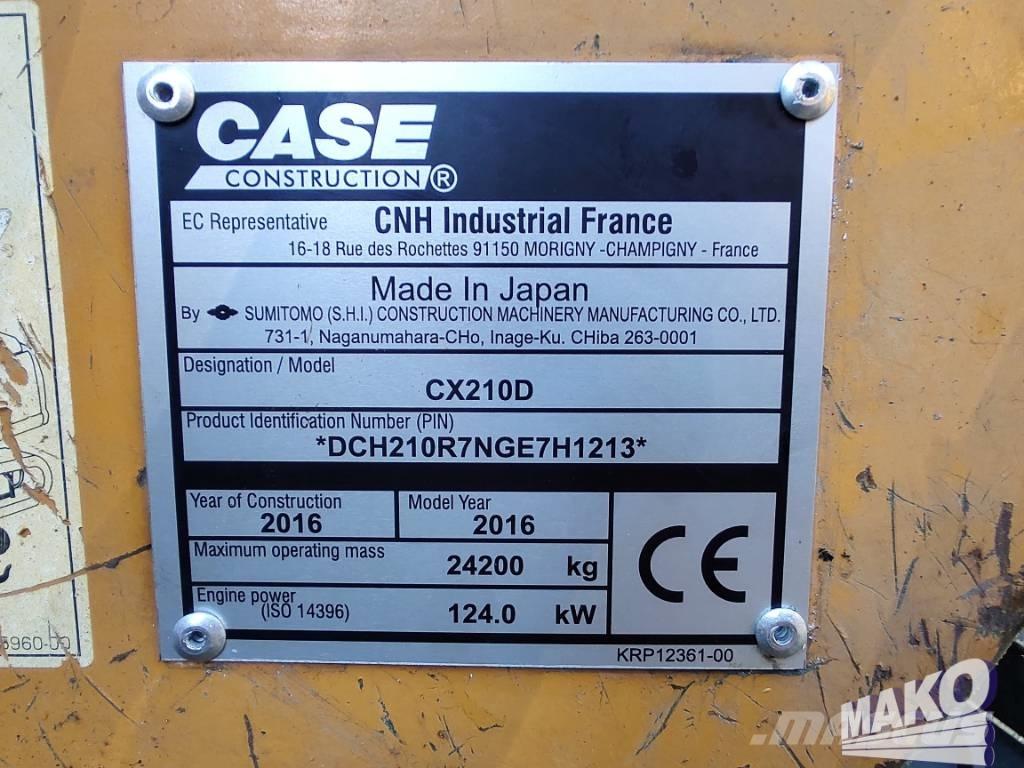 CASE
CONSTRUCTION ®
EC Representative CNH Industrial France
16-18 Rue des Rochettes 91150 MORIGNY -CHAMPIGNY - France
Made In Japan
By SUMITOMO (S.H.I.) CONSTRUCTION MACHINERY MANUFACTURING CO., LTD.
731-1, Naganumahara-CHo, Inage-Ku. CHiba 263-0001
Designation / Model
CX210D
Product Identification Number (PIN)
*DCH210R7NGE7H1213*
Year of Construction Model Year
2016 2016
Maximum operating mass
24200 kg
Engine power
(ISO 14396) 124.0 kW
CE
KRP12361-00
MAKO